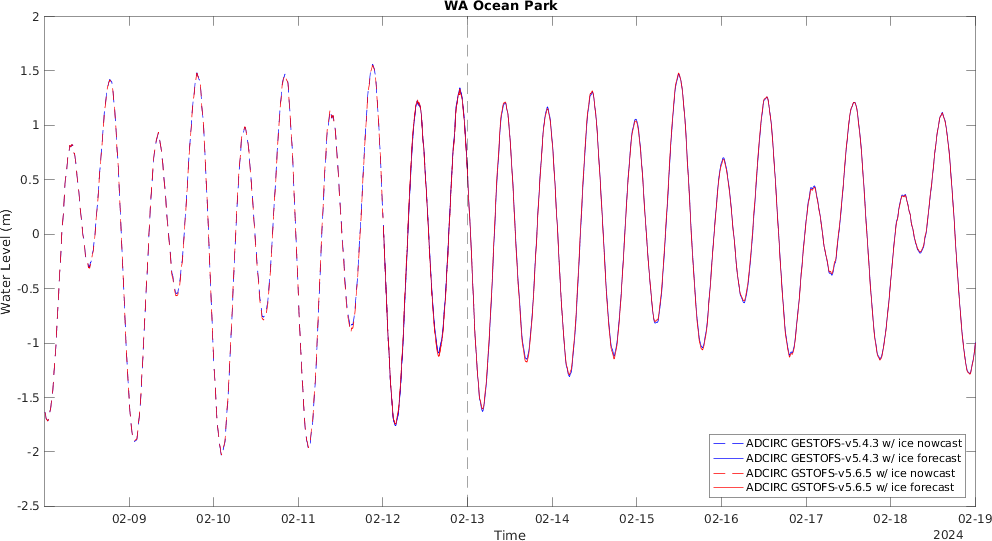 WA Ocean Park
2
1.5
1
0.5
0
-0.5
-1
-1.5
-2
-2.5
Water Level (m)
02-09 02-10 02-11 02-12 02-13 02-14 02-15 02-16 02-17 02-18 02-19
Time
2024
ADCIRC GESTOFS-v5.4.3 w/ ice nowcast
ADCIRC GESTOFS-v5.4.3 w/ ice forecast
ADCIRC GSTOFS-v5.6.5 w/ ice nowcast
ADCIRC GSTOFS-v5.6.5 w/ ice forecast